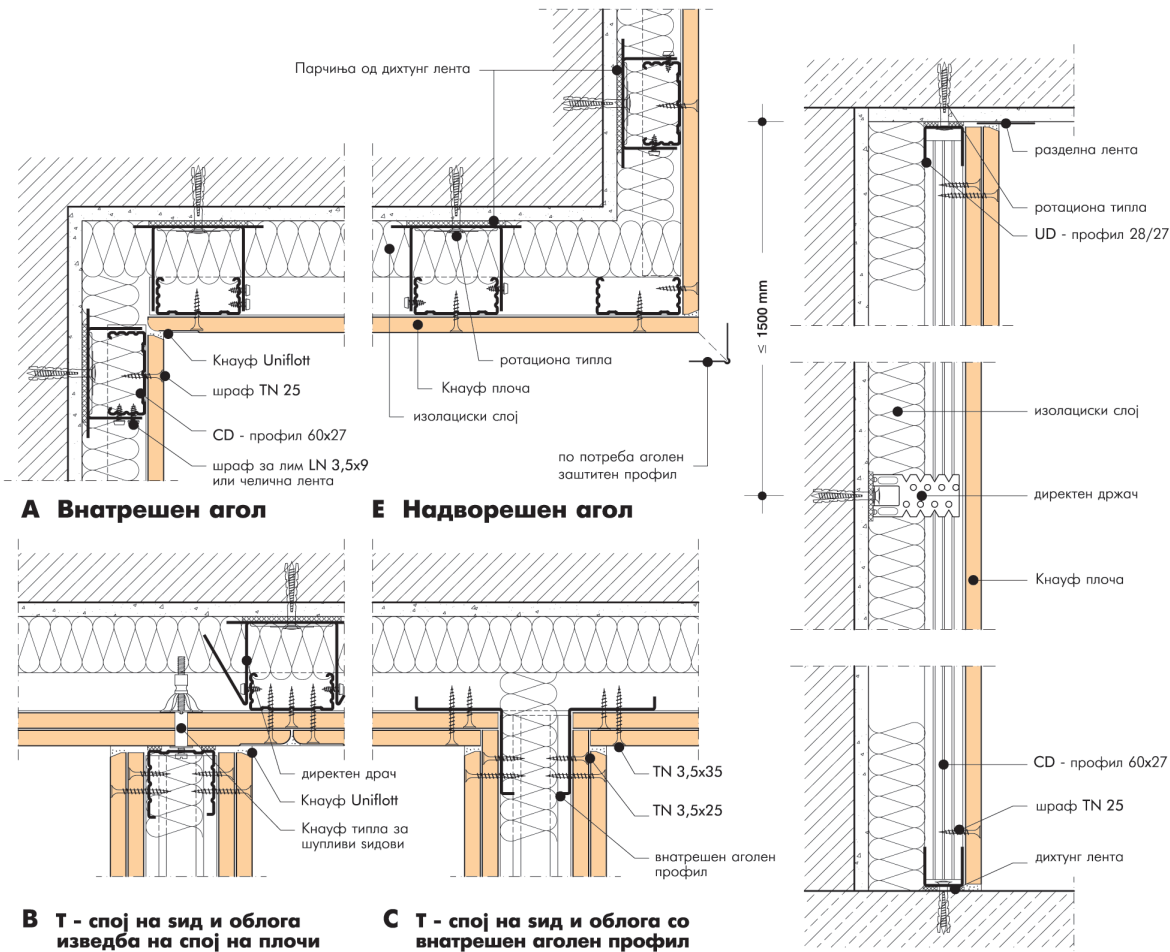 Парчиња од дихтунг лента
Кнауф Uniflott
шраф TN 25
CD - профил 60х27
шраф за лим LN 3,5х9
или челична лента
A Внатрешен агол
ротациона типла
Кнауф плоча
изолациски слој
по потреба аголен
заштитен профил
E Надворешен агол
≤ 1500 mm
разделна лента
ротациона типла
UD - профил 28/27
изолациски слој
директен држач
Кнауф плоча
CD - профил 60х27
шраф TN 25
дихтунг лента
директен драч
Кнауф Uniflott
Кнауф типла за
шупливи ѕидови
B Т - спој на ѕид и облога
изведба на спој на плочи
TN 3,5x35
TN 3,5x25
внатрешен аголен
профил
C Т - спој на ѕид и облога со
внатрешен аголен профил